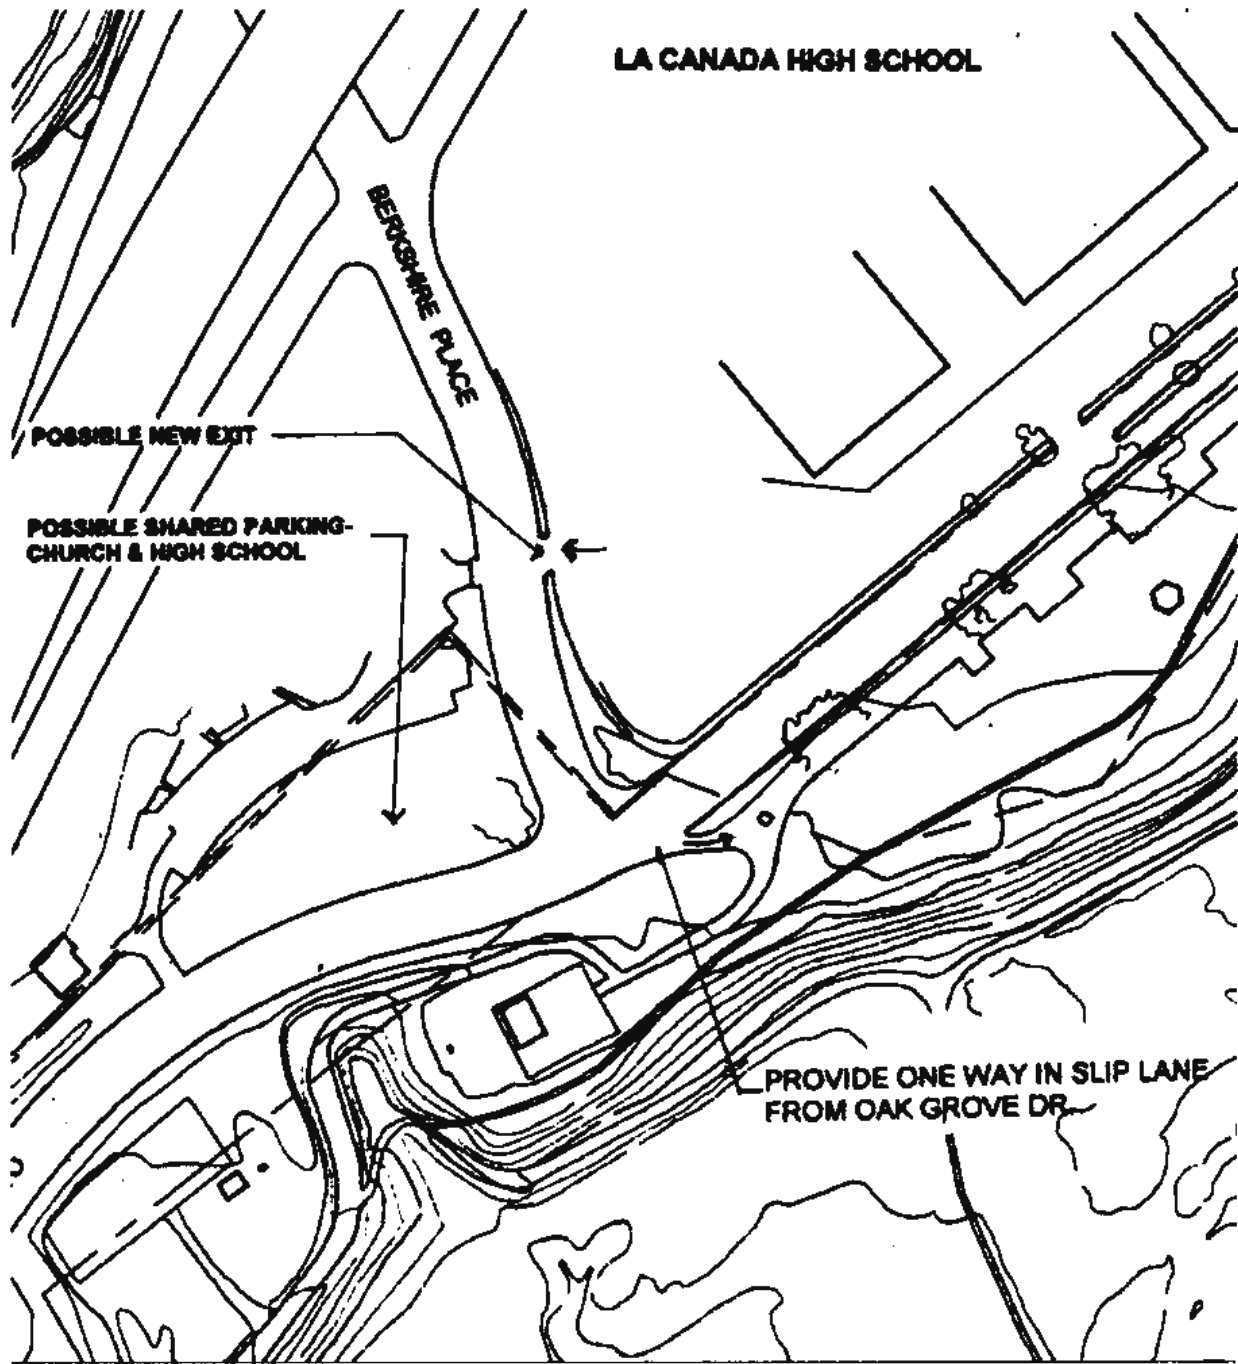 LA CANADA HIGH SCHOOL
BERKSHIRE PLACE
POSSIBLE NEW EXIT
POSSIBLE SHARED PARKING-
CHURCH & HIGH SCHOOL
PROVIDE ONE WAY IN SLIP LANE
FROM OAK GROVE DR.